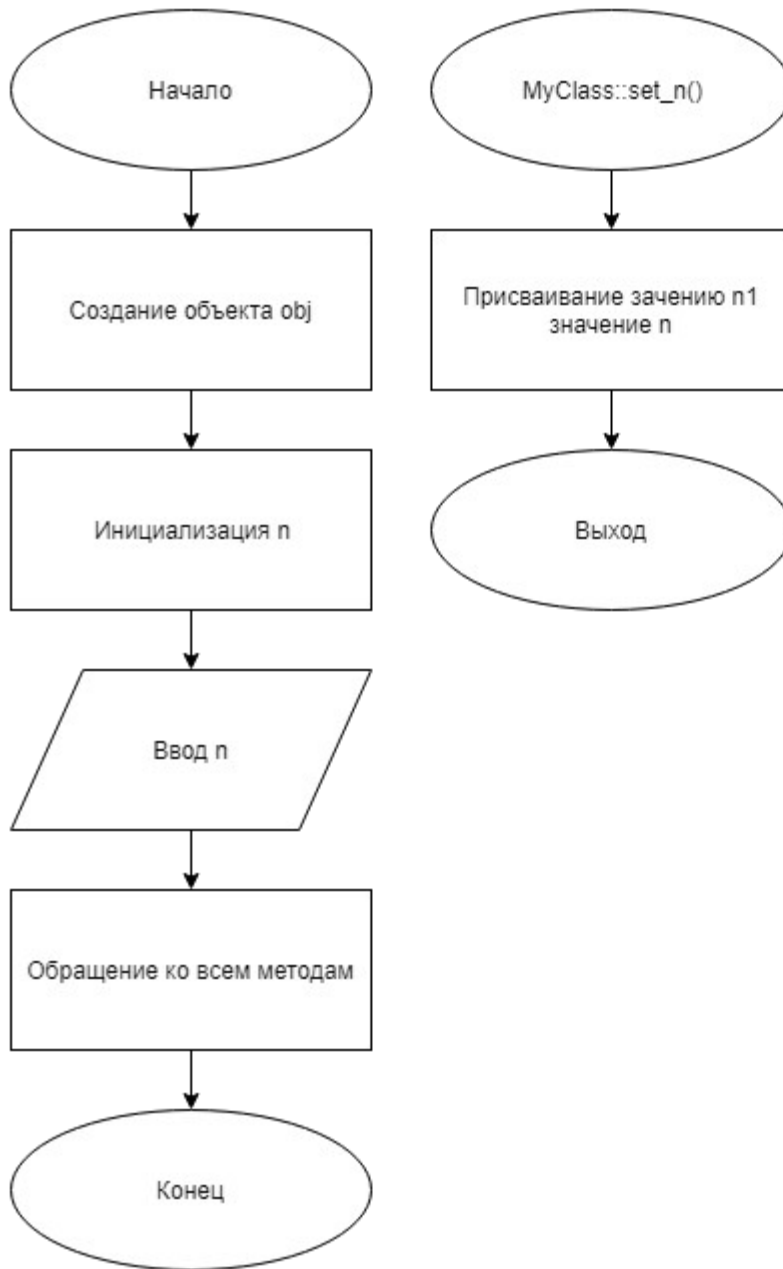 Начало
Создание объекта obj
Инициализация n
Ввод n
Обращение ко всем методам
Конец
MyClass::set_n()
Присваивание зачению n1
значение n
Выход